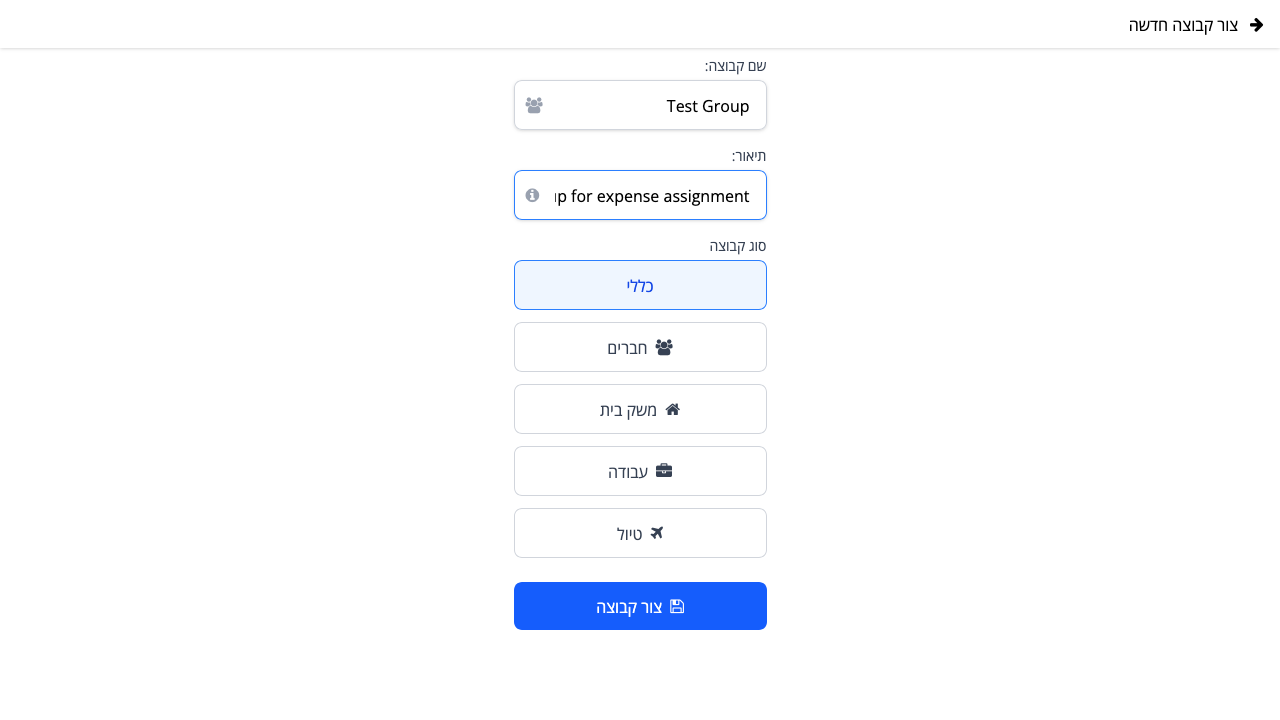 צור קבוצה חדשה
שם קבוצה:
Test Group
תיאור:
for expense assignment
סוג קבוצה
כללי
חברים
משק בית
עבודה
טיול
צור קבוצה